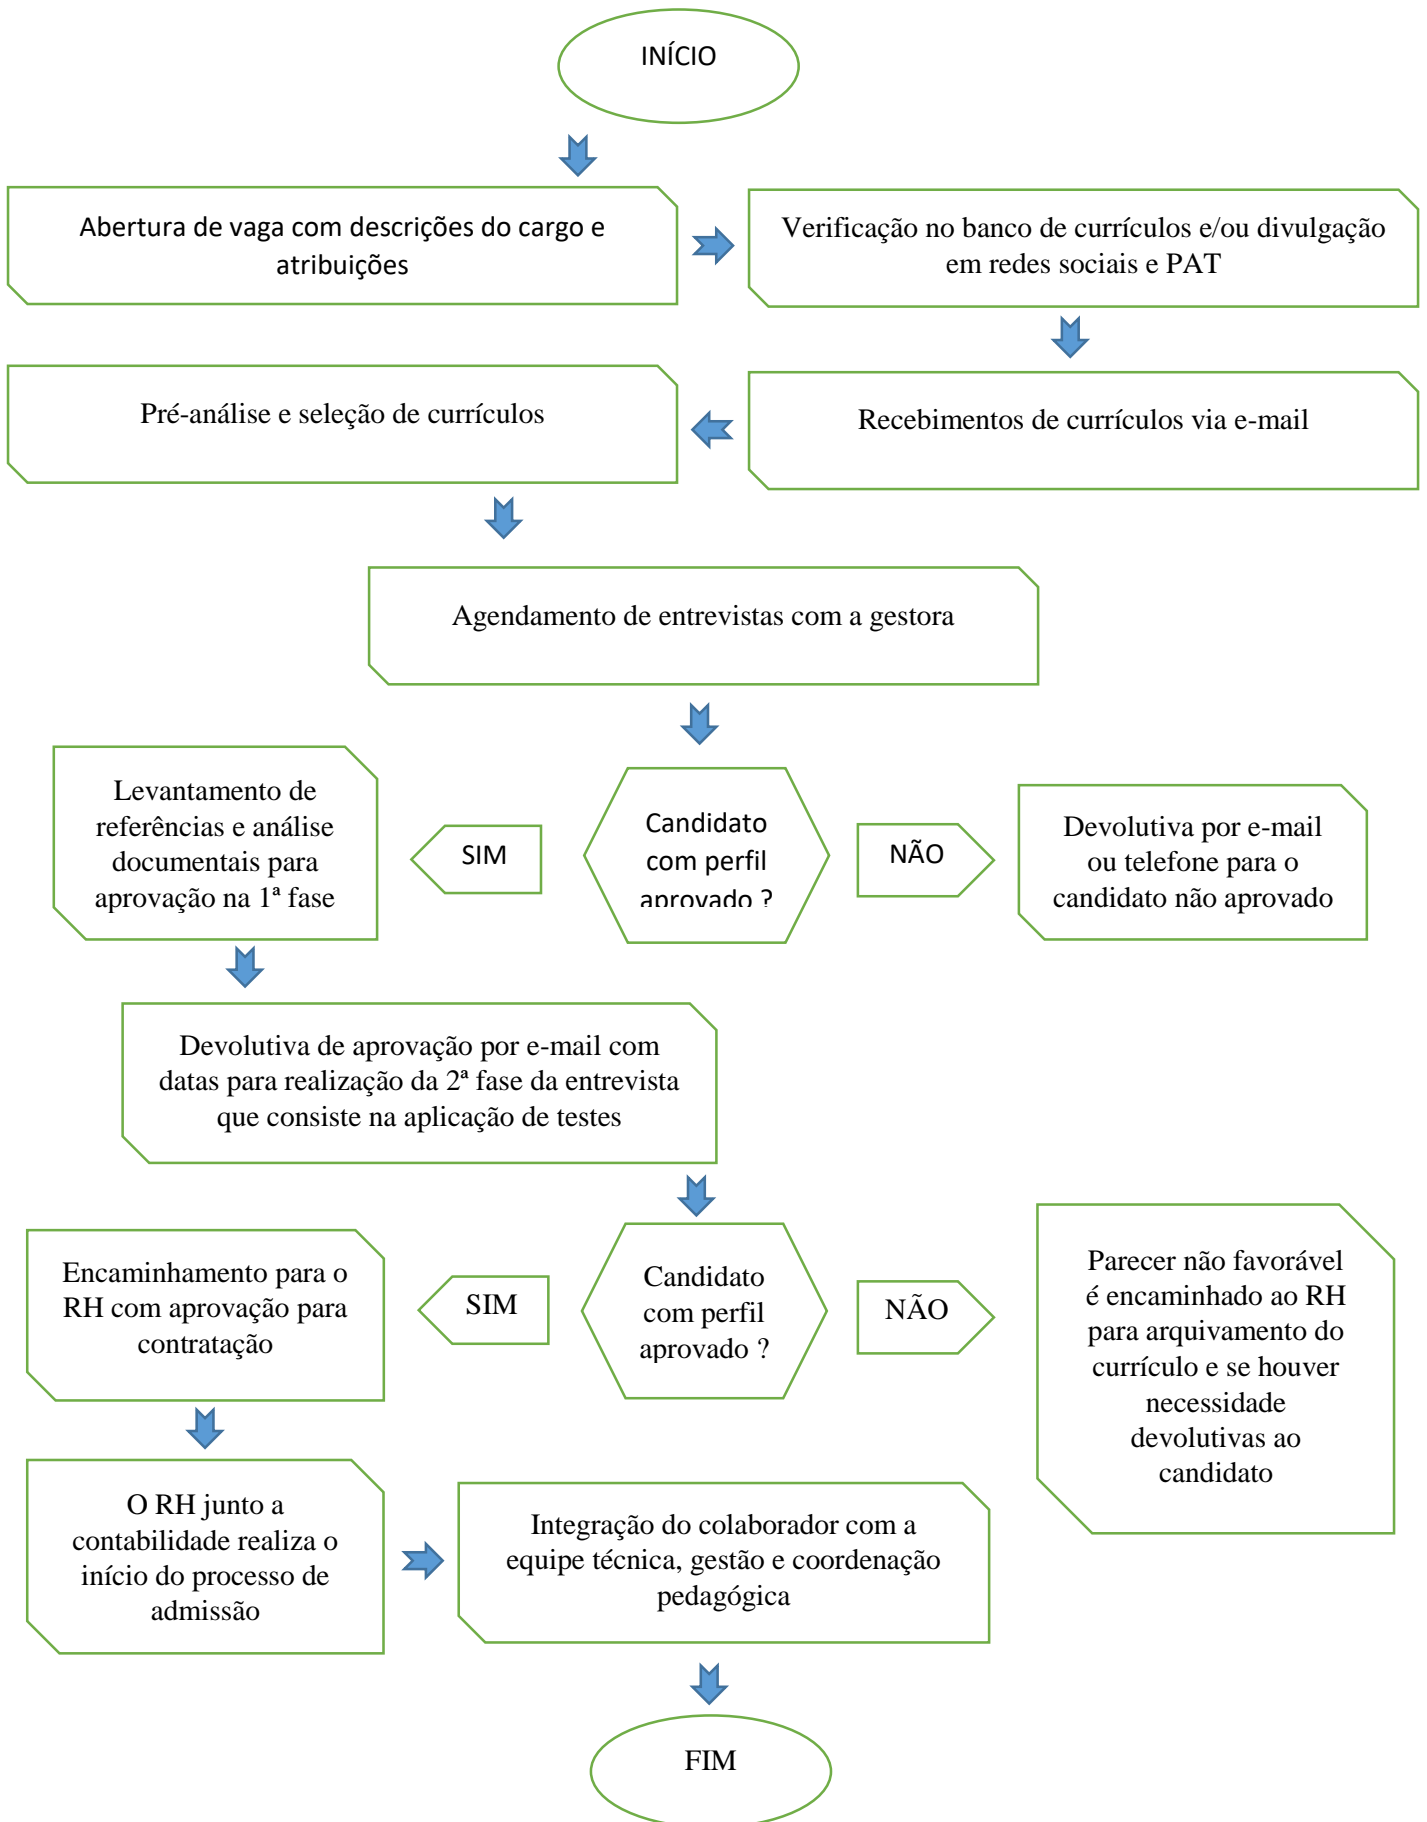 INÍCIO
Abertura de vaga com descrições do cargo e
atribuições
Verificação no banco de currículos e/ou divulgação
em redes sociais e PAT
Pré-análise e seleção de currículos
Recebimentos de currículos via e-mail
Agendamento de entrevistas com a gestora
Levantamento de
referências e análise
documentais para
aprovação na 1ª fase
SIM
Candidato
com perfil
aprovado ?
NÃO
Devolutiva por e-mail
ou telefone para o
candidato não aprovado
Devolutiva de aprovação por e-mail com
datas para realização da 2ª fase da entrevista
que consiste na aplicação de testes
Encaminhamento para o
RH com aprovação para
contratação
SIM
Candidato
com perfil
aprovado ?
NÃO
Parecer não favorável
é encaminhado ao RH
para arquivamento do
currículo e se houver
necessidade
devolutivas ao
candidato
O RH junto a
contabilidade realiza o
início do processo de
admissão
Integração do colaborador com a
equipe técnica, gestão e coordenação
pedagógica
FIM